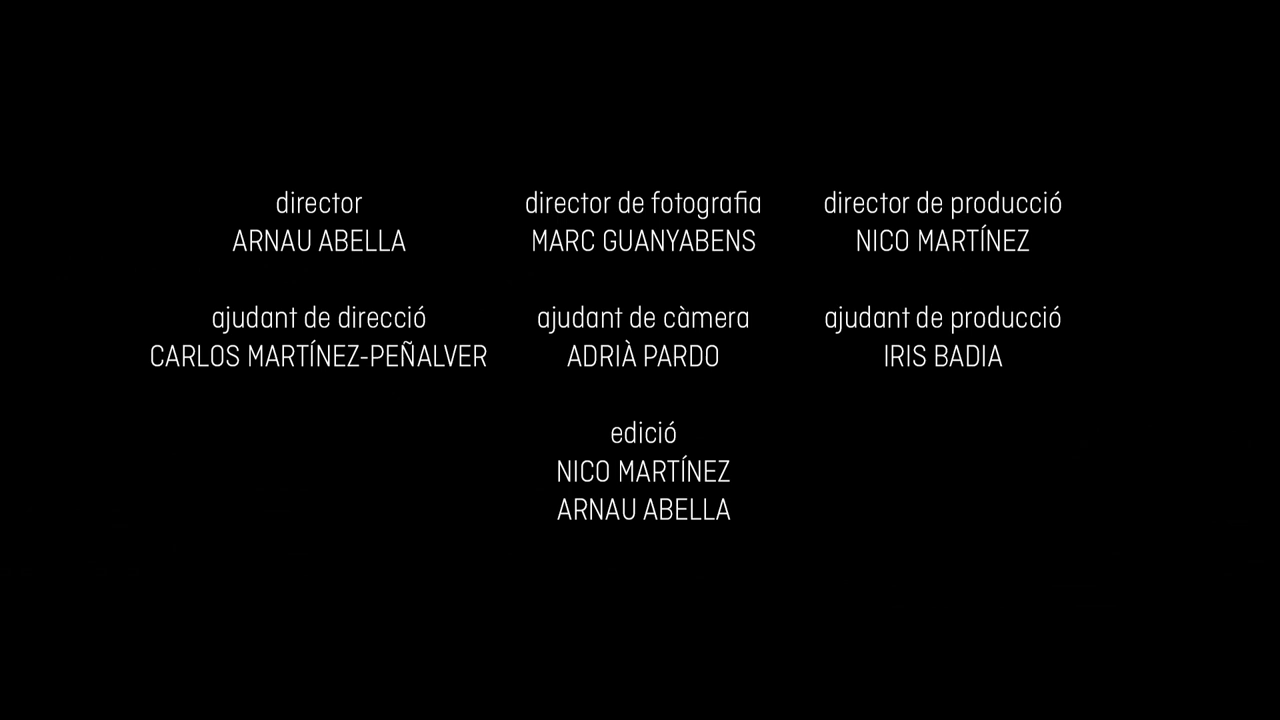 director
ARNAU ABELLA
director de fotografia
MARC GUANYABENS
director de producció
NICO MARTÍNEZ
ajudant de direcció
CARLOS MARTÍNEZ-PEÑALVER
ajudant de càmera
ADRIÀ PARDO
ajudant de producció
IRIS BADIA
edició
NICO MARTÍNEZ
ARNAU ABELLA